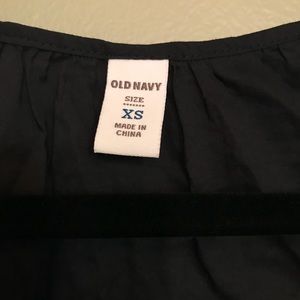 OLD NAVY
SIZE
XS
MADE IN
CHINA